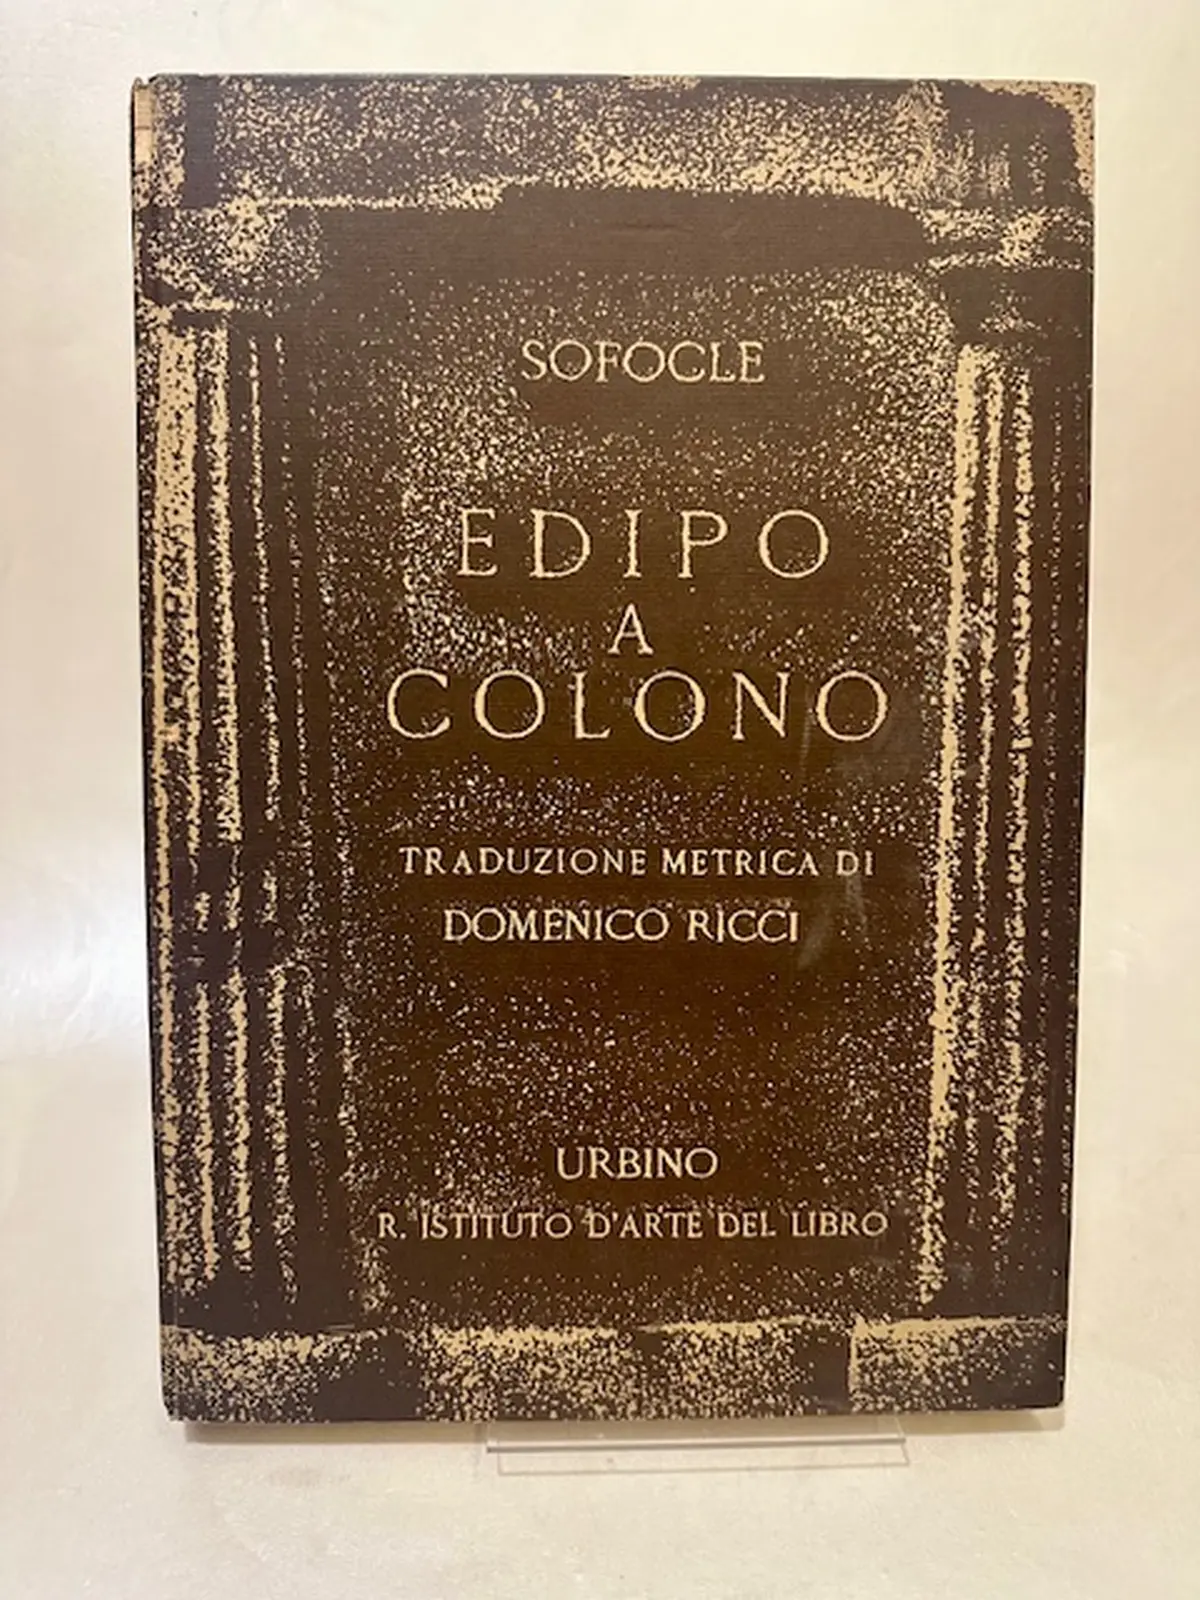 SOFOCLE
EDIPO
A
COLONO
TRADUZIONE METRICA DI
DOMENICO RICCI
URBINO
R. ISTITUTO D'ARTE DEL LIBRO